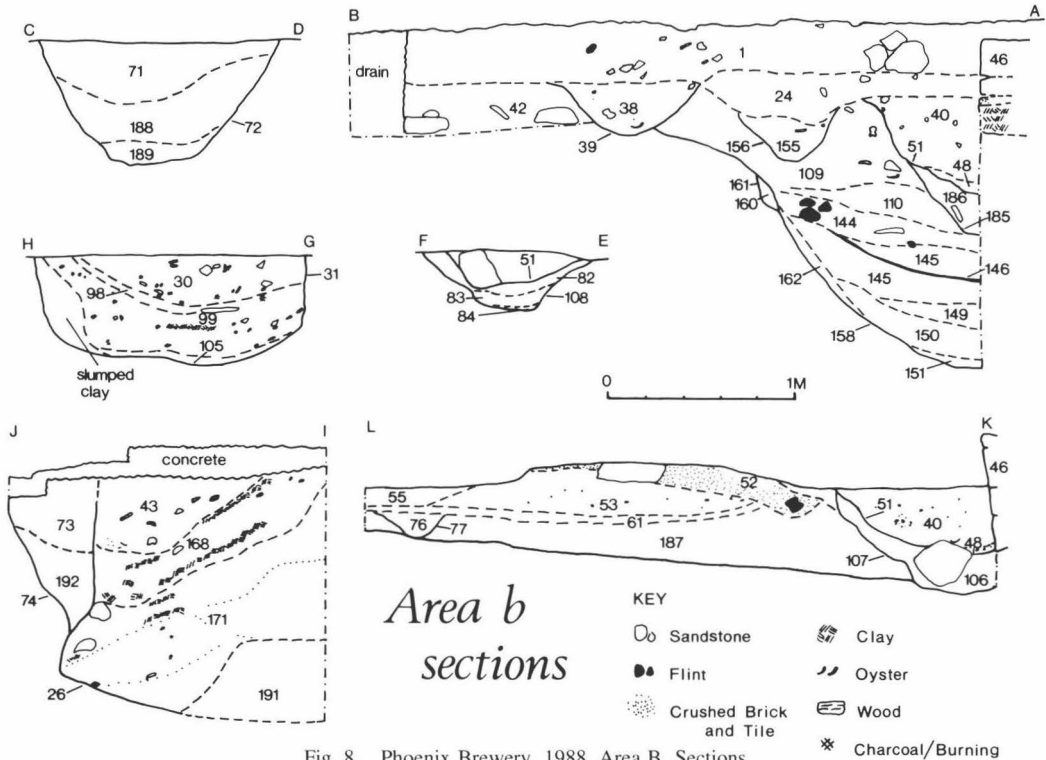 C D
71
188
72
189
B A
drain
1
46
42
38
24
40
39
156
155
Ω
51
109
48
161
160
110
186
144
185
145
146
162
145
149
158
150
151
H G
30
31
98
99
105
slumped
clay
F E
51
82
83
108
84
0 1M
J I
concrete
43
73
168
192
74
171
26
191
L K
46
55
52
53
51
40
76
77
61
48
187
107
106
Area b
sections
KEY
Sandstone
Flint
Crushed Brick
and Tile
Clay
Oyster
Wood
Charcoal/Burning
Fig. 8 Phoenix Brewery, 1988. Area B. Sections